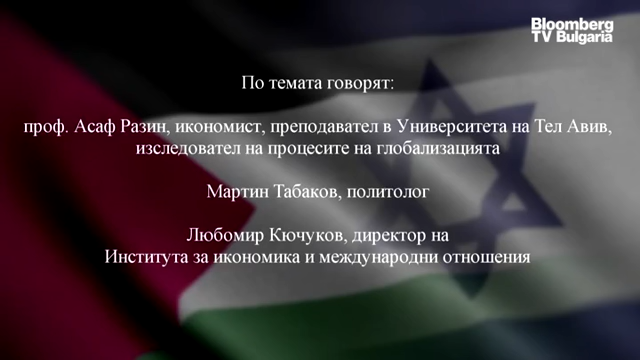 Bloomberg
TV Bulgaria
По темата говорят:
проф. Асаф Разин, икономист, преподавател в Университета на Тел Авив,
изследовател на процесите на глобализацията
Мартин Табаков, политолог
Любомир Кючуков, директор на
Института за икономика и международни отношения